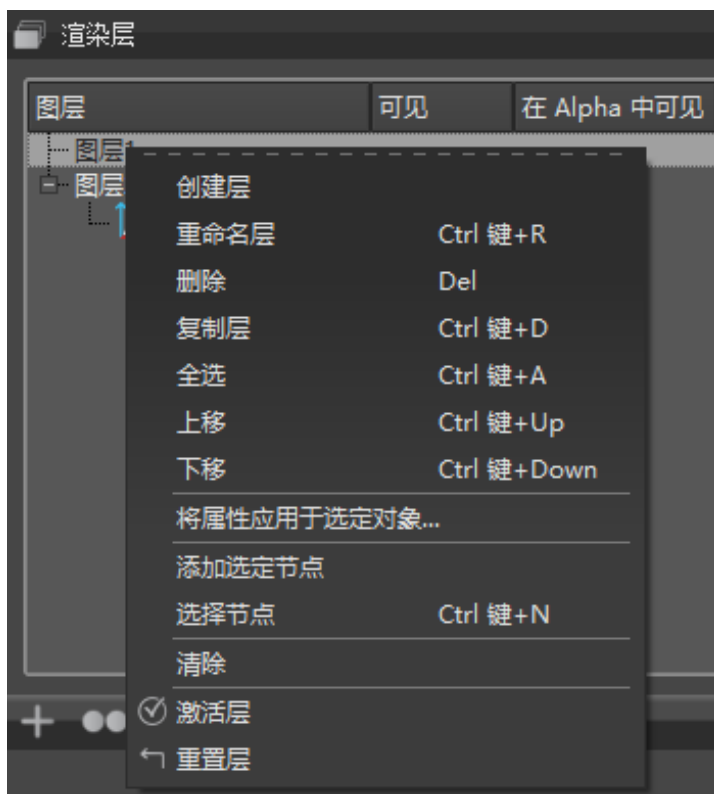 渲染层
图层 可见 在 Alpha 中可见
图层1
图层
创建层
重命名层 Ctrl 键+R
删除 Del
复制层 Ctrl 键+D
全选 Ctrl 键+A
上移 Ctrl 键+Up
下移 Ctrl 键+Down
将属性应用于选定对象...
添加选定节点
选择节点 Ctrl 键+N
清除
激活层
重置层